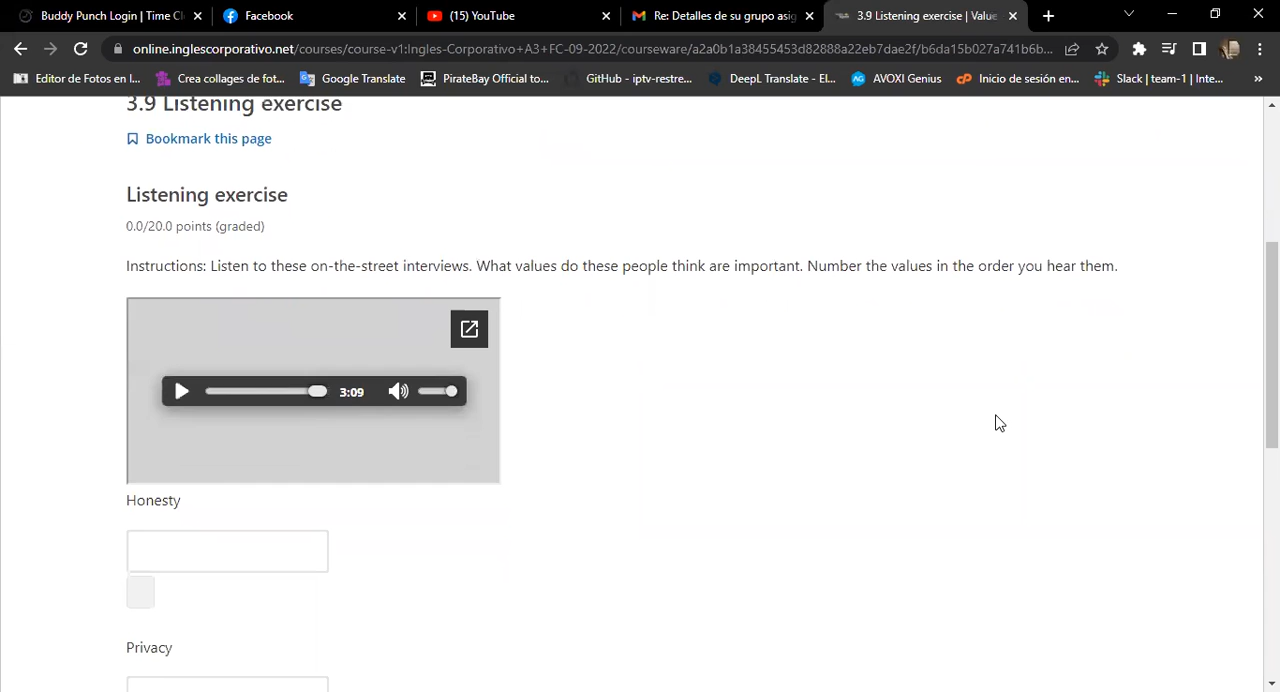 Buddy Punch Login | Time Cl
Facebook
(15) YouTube
Re: Detalles de su grupo asig
3.9 Listening exercise | Value
online.inglescorporativo.net/courses/course-v1:Ingles-Corporativo+A3+FC-09-2022/courseware/a2a0b1a38455453d82888a22eb7dae2f/b6da15b027a741b6b...
Editor de Fotos en l...
Crea collages de fot...
Google Translate
PirateBay Official to...
GitHub - iptv-restre...
DeepL Translate - El...
AVOXI Genius
Inicio de sesión en...
Slack | team-1 | Inte...
»
3.9 Listening exercise
Bookmark this page
Listening exercise
0.0/20.0 points (graded)
Instructions: Listen to these on-the-street interviews. What values do these people think are important. Number the values in the order you hear them.
3:09
Honesty
Privacy